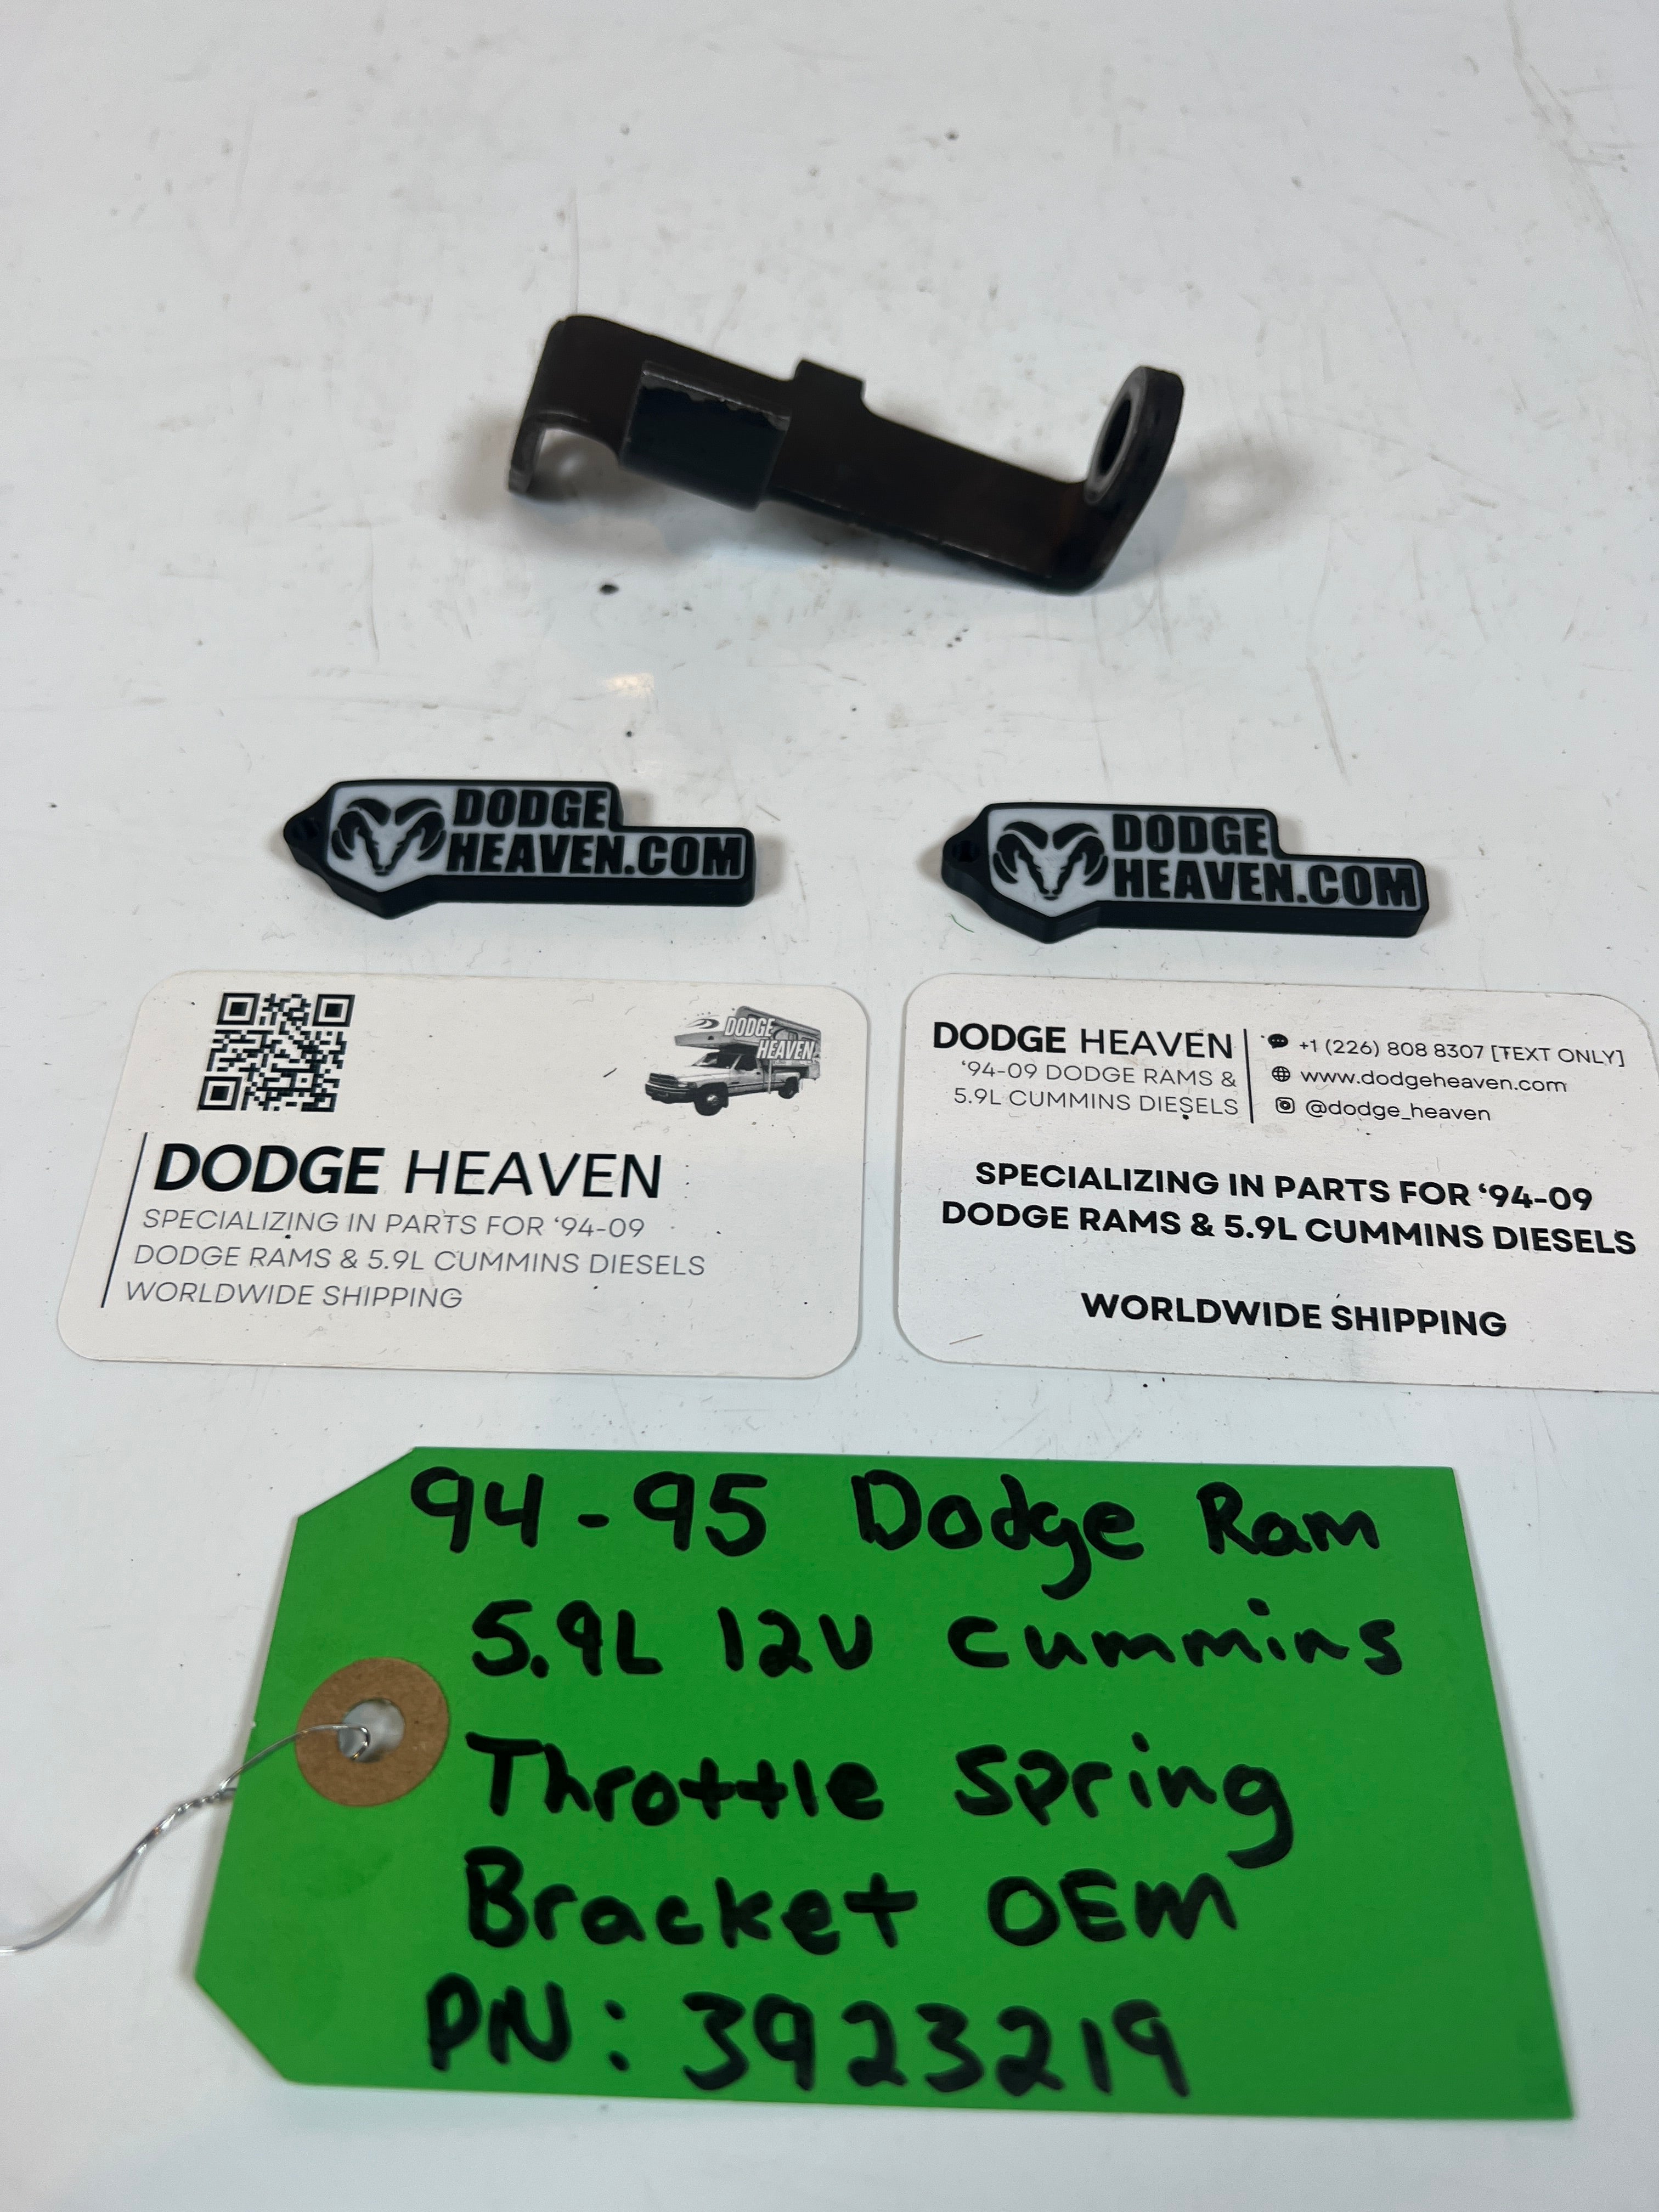 DODGE
HEAVEN.COM
DODGE
HEAVEN.COM
DODGE
HEAVEN
DODGE HEAVEN
SPECIALIZING IN PARTS FOR ‘94-09
DODGE RAMS & 5.9L CUMMINS DIESELS
WORLDWIDE SHIPPING
DODGE HEAVEN
‘94-09 DODGE RAMS &
5.9L CUMMINS DIESELS
+1 (226) 808 8307 [TEXT ONLY]
www.dodgeheaven.com
@dodge_heaven
SPECIALIZING IN PARTS FOR ‘94-09
DODGE RAMS & 5.9L CUMMINS DIESELS
WORLDWIDE SHIPPING
94-95 Dodge Ram
5.9L 12V Cummins
Throttle Spring
Bracket OEM
PN: 3923219